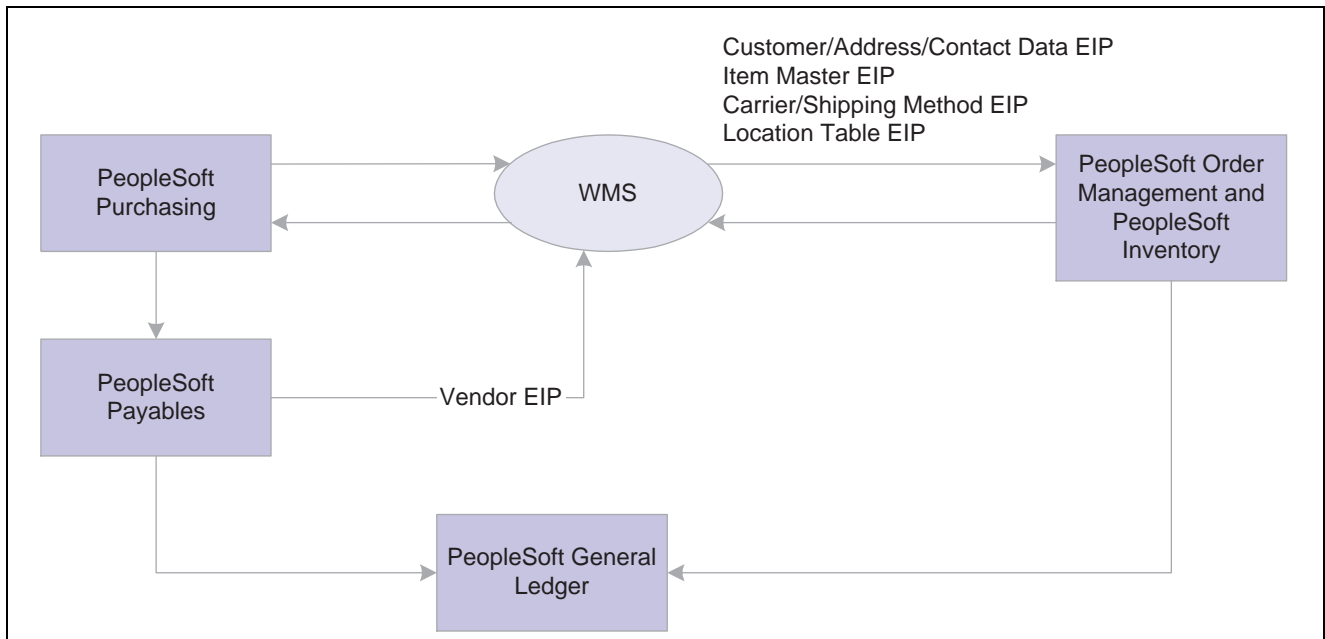 Customer/Address/Contact Data EIP
Item Master EIP
Carrier/Shipping Method EIP
Location Table EIP
PeopleSoft
Purchasing
WMS
PeopleSoft Order
Management and
PeopleSoft
Inventory
PeopleSoft
Payables
Vendor EIP
PeopleSoft General
Ledger